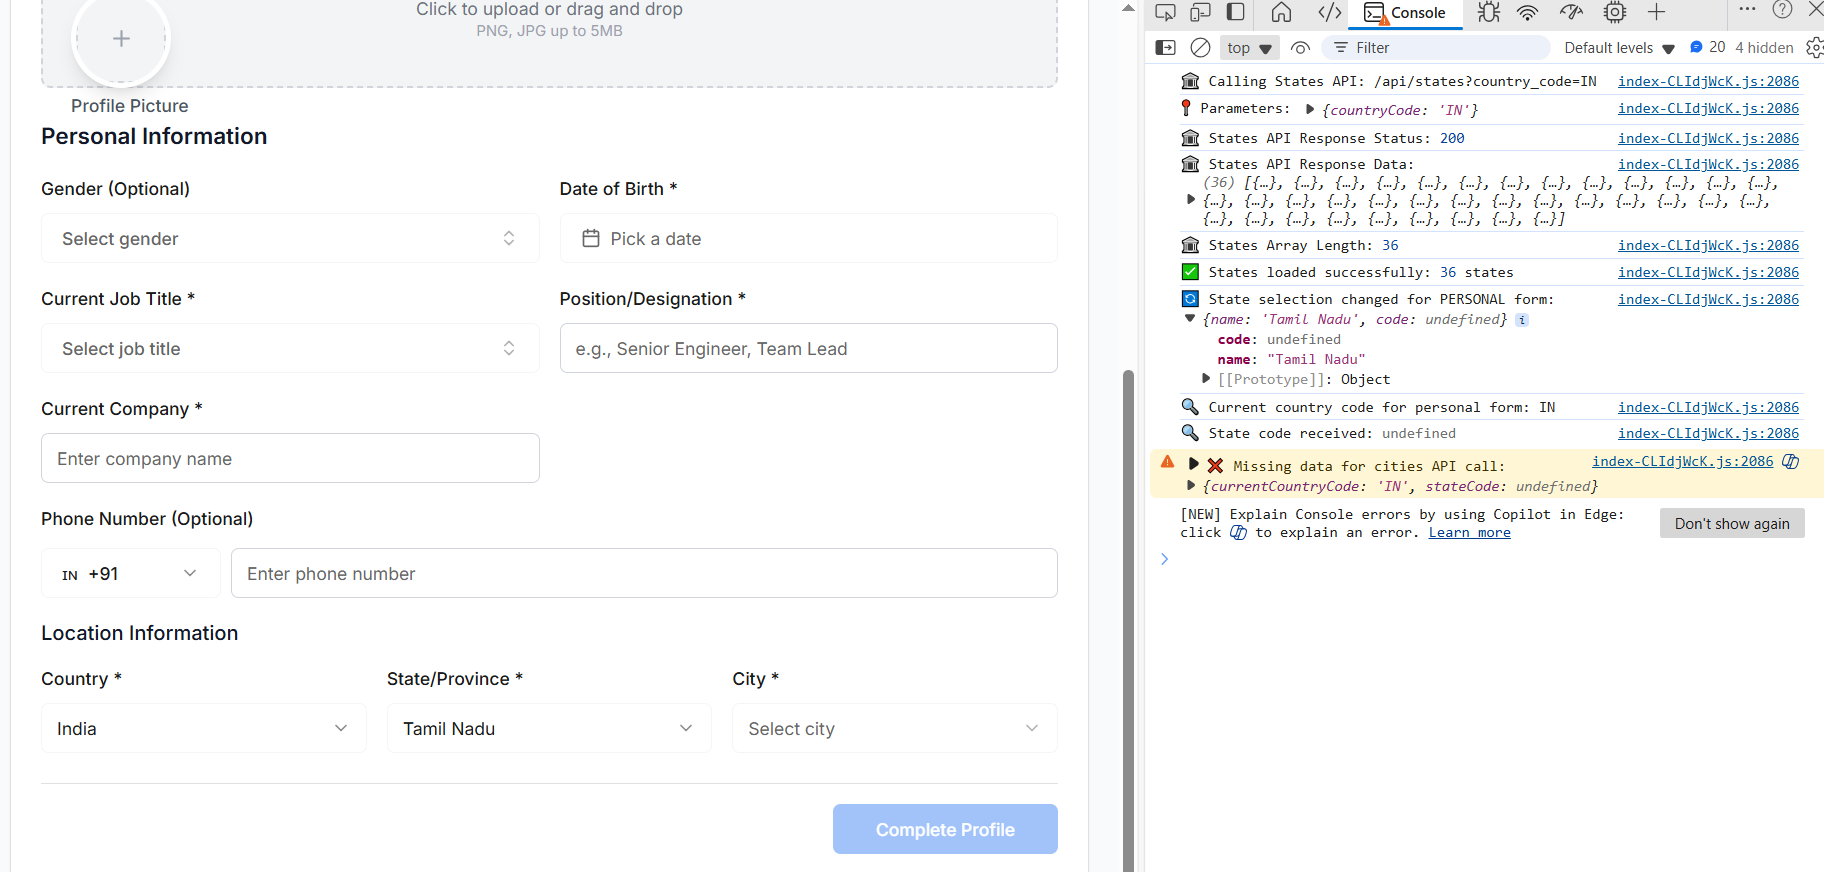 Click to upload or drag and drop
PNG, JPG up to 5MB
Profile Picture
Personal Information
Gender (Optional)
Date of Birth *
Select gender
Pick a date
Current Job Title *
Position/Designation *
Select job title
e.g., Senior Engineer, Team Lead
Current Company *
Enter company name
Phone Number (Optional)
IN +91
Enter phone number
Location Information
Country *
State/Province *
City *
India
Tamil Nadu
Select city
Complete Profile
Console
top
Filter
Default levels
20
4 hidden
Calling States API: /api/states?country_code=IN index-CLIdjWcK.js:2086
Parameters: {countryCode: 'IN'} index-CLIdjWcK.js:2086
States API Response Status: 200 index-CLIdjWcK.js:2086
States API Response Data: index-CLIdjWcK.js:2086
(36) [{…}, {…}, {…}, {…}, {…}, {…}, {…}, {…}, {…}, {…}, {…}, {…}, {…},
{…}, {…}, {…}, {…}, {…}, {…}, {…}, {…}, {…}, {…}, {…}, {…}, {…}, {…},
{…}, {…}, {…}, {…}, {…}, {…}, {…}, {…}, {…}]
States Array Length: 36 index-CLIdjWcK.js:2086
States loaded successfully: 36 states index-CLIdjWcK.js:2086
State selection changed for PERSONAL form: index-CLIdjWcK.js:2086
{name: 'Tamil Nadu', code: undefined} i
code: undefined
name: "Tamil Nadu"
[[Prototype]]: Object
Current country code for personal form: IN index-CLIdjWcK.js:2086
State code received: undefined index-CLIdjWcK.js:2086
Missing data for cities API call: index-CLIdjWcK.js:2086
{currentCountryCode: 'IN', stateCode: undefined}
[NEW] Explain Console errors by using Copilot in Edge:
click to explain an error. Learn more
Don't show again